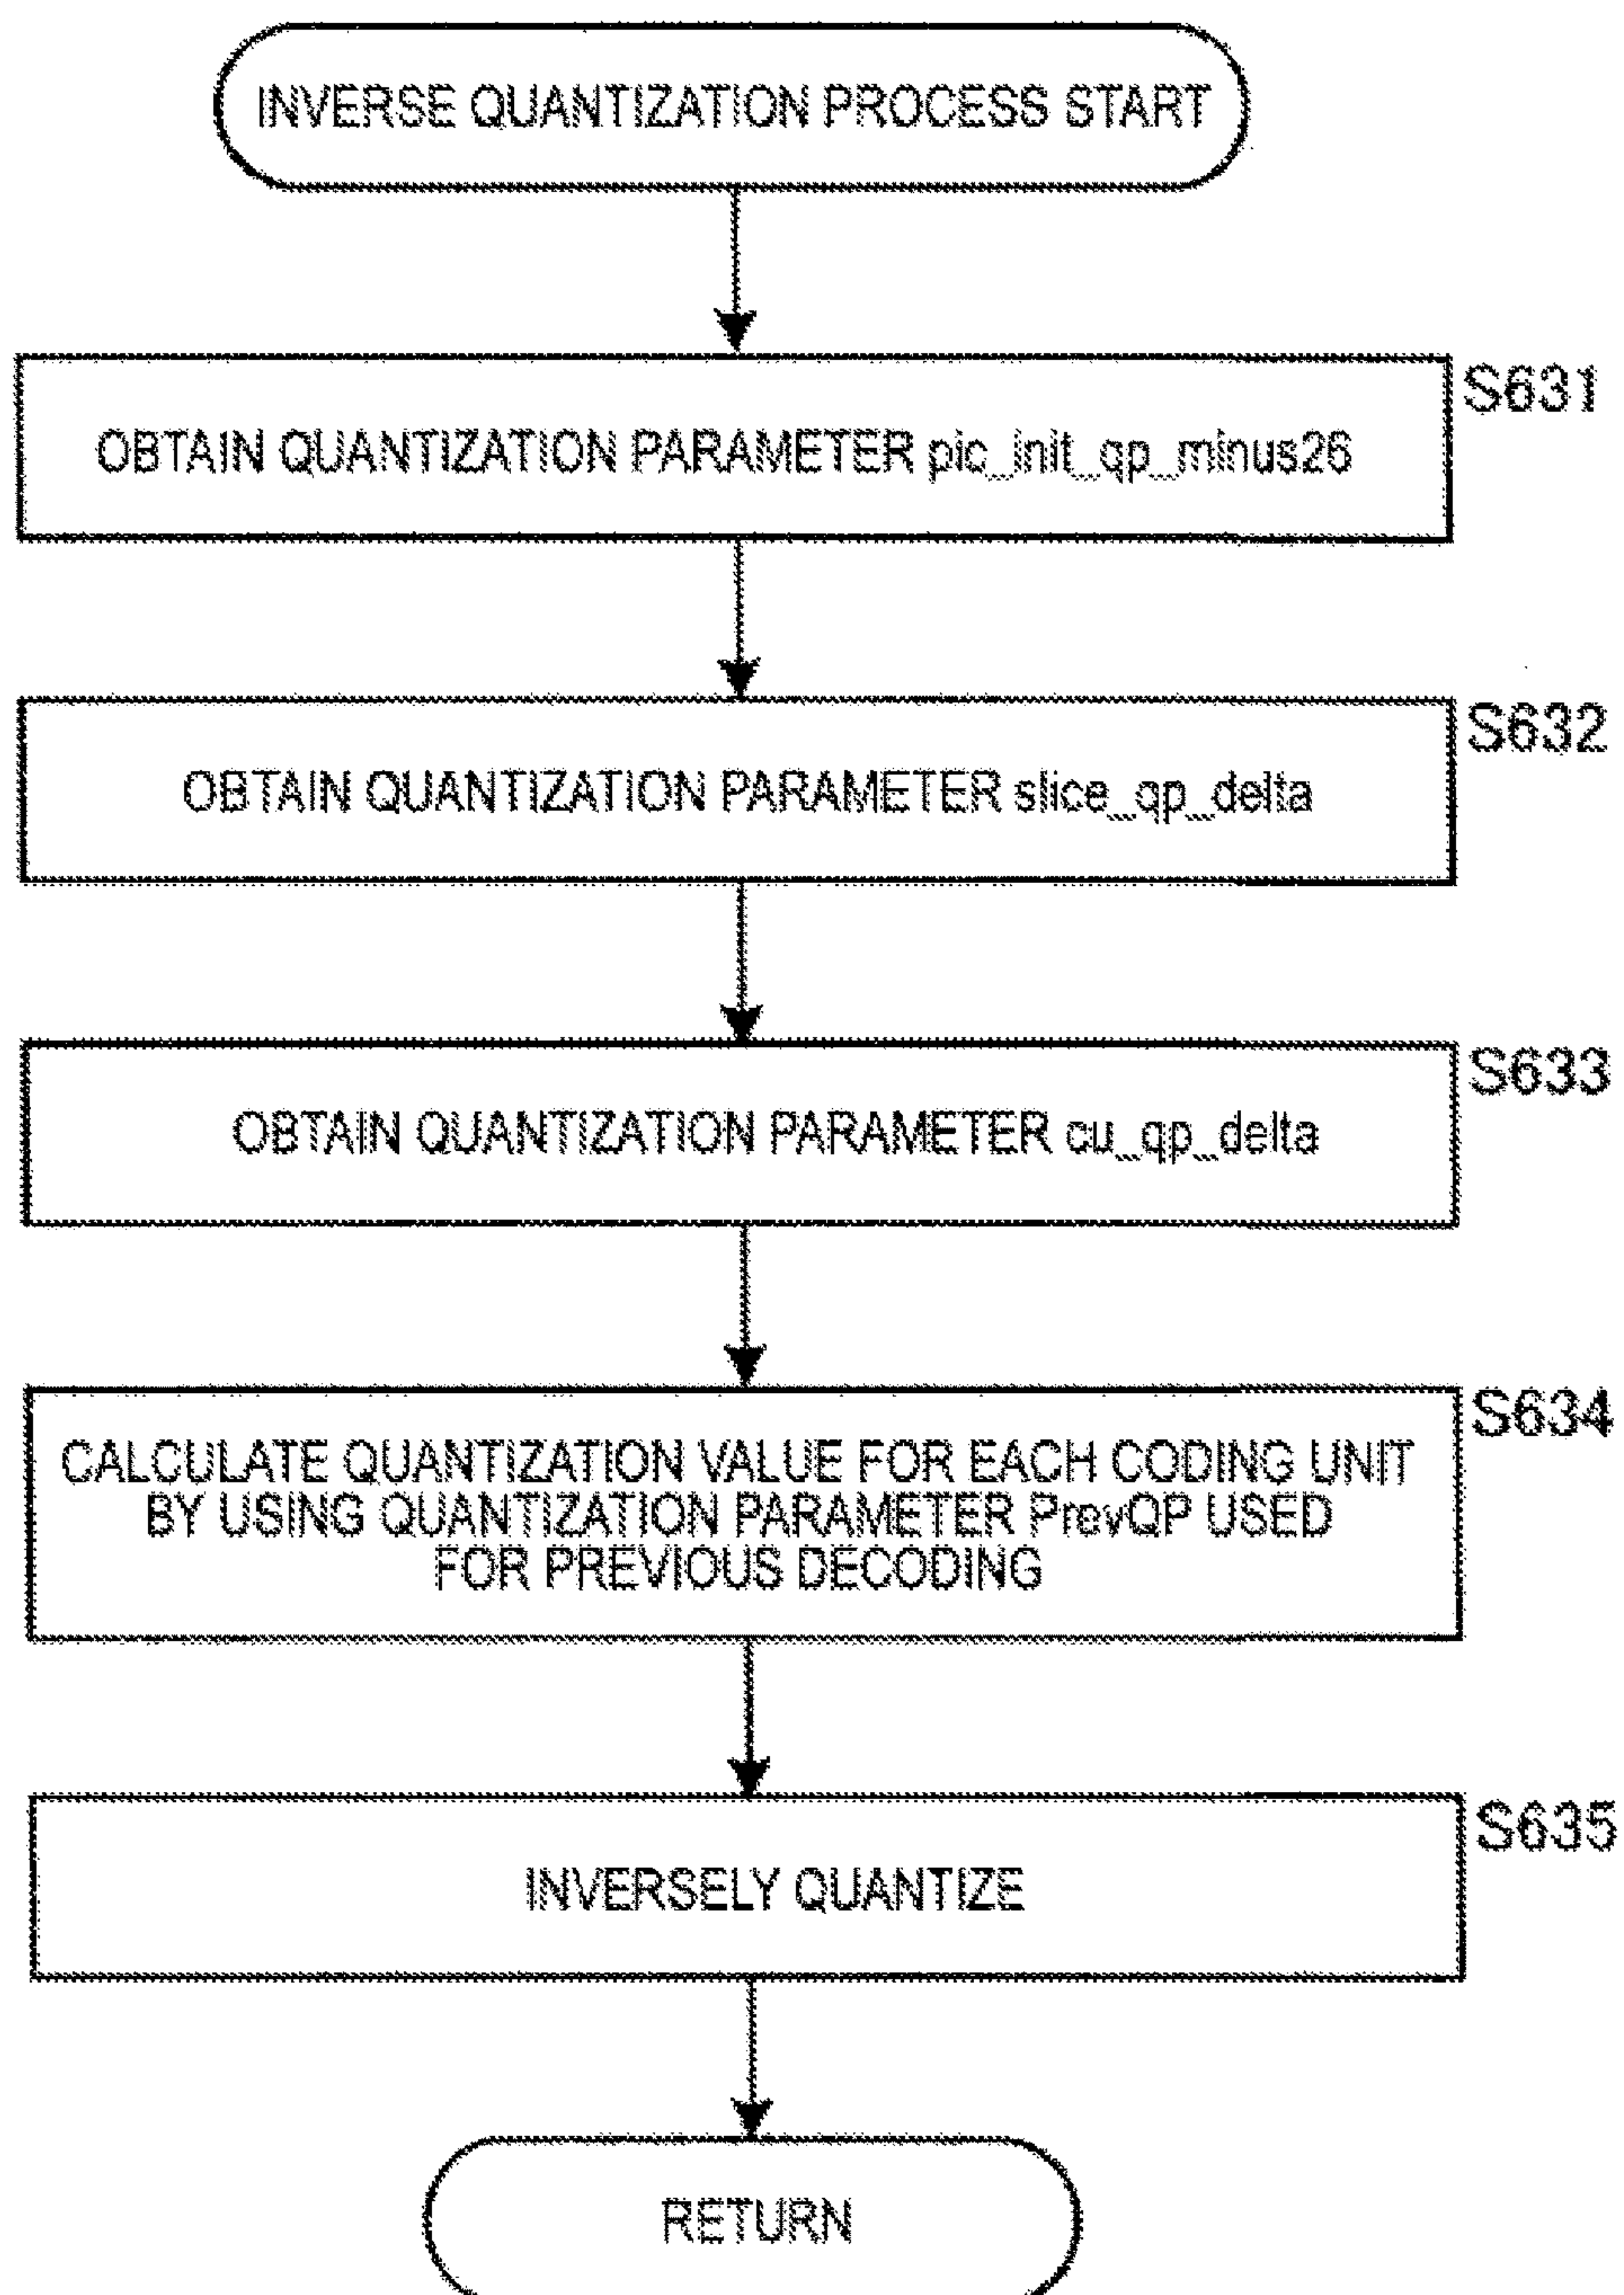 INVERSE QUANTIZATION PROCESS START
S631
OBTAIN QUANTIZATION PARAMETER pic_init_qp_minus26
S632
OBTAIN QUANTIZATION PARAMETER slice_qp_delta
S633
OBTAIN QUANTIZATION PARAMETER cu_qp_delta
S634
CALCULATE QUANTIZATION VALUE FOR EACH CODING UNIT
BY USING QUANTIZATION PARAMETER PrevQP USED
FOR PREVIOUS DECODING
S635
INVERSELY QUANTIZE
RETURN